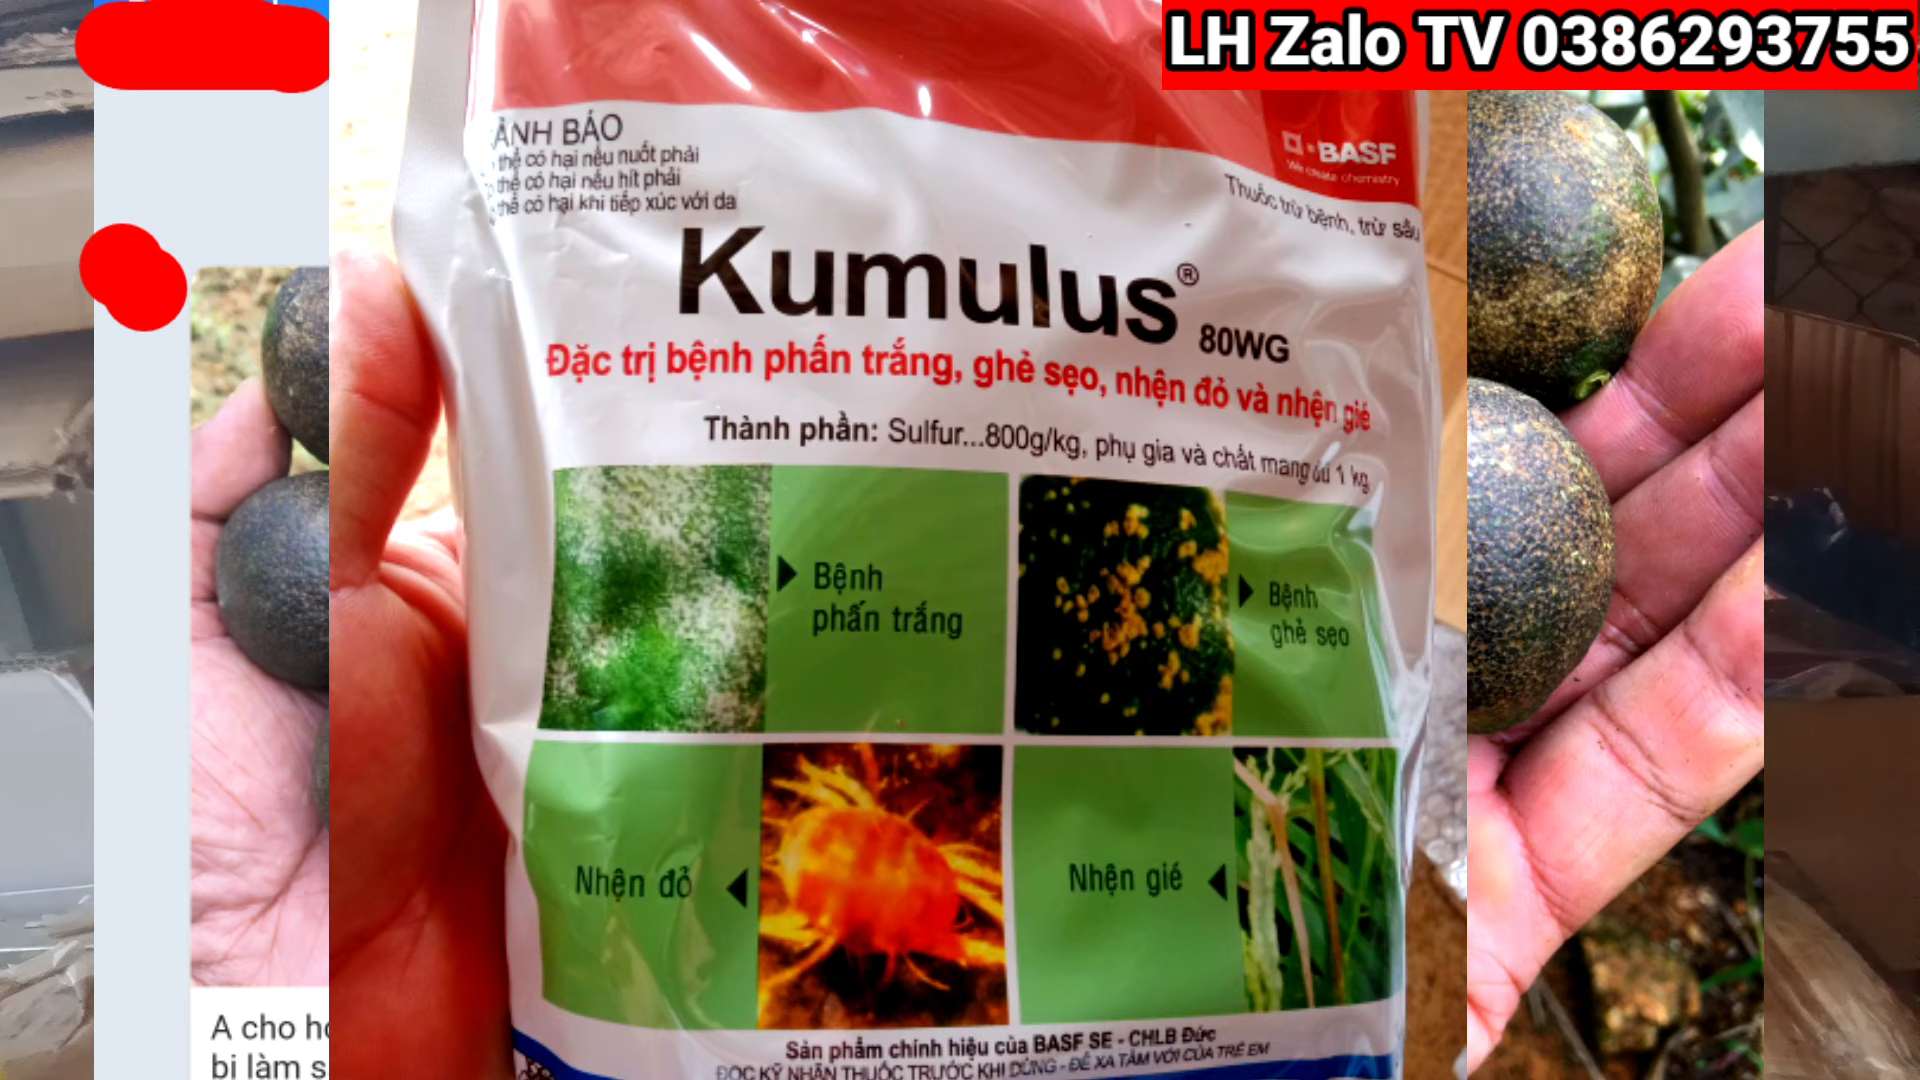 LH Zalo TV 0386293755
ẢNH BÁO
thể có hại nếu nuốt phải
thể có hại nếu hít phải
thể có hại khi tiếp xúc với da
BASF
We create chemistry
Thuốc trừ bệnh, trừ sâu
Kumulus®
80WG
Đặc trị bệnh phấn trắng, ghẻ sẹo, nhện đỏ và nhện gié
Thành phần: Sulfur...800g/kg, phụ gia và chất mang đủ 1 kg
Bệnh
phấn trắng
Bệnh
ghẻ sẹo
Nhện đỏ
Nhện gié
Sản phẩm chính hiệu của BASF SE - CHLB Đức
ĐỌC KỸ NHÃN THUỐC TRƯỚC KHI DÙNG - ĐỂ XA TẦM VỚI CỦA TRẺ EM
A cho
bị làm